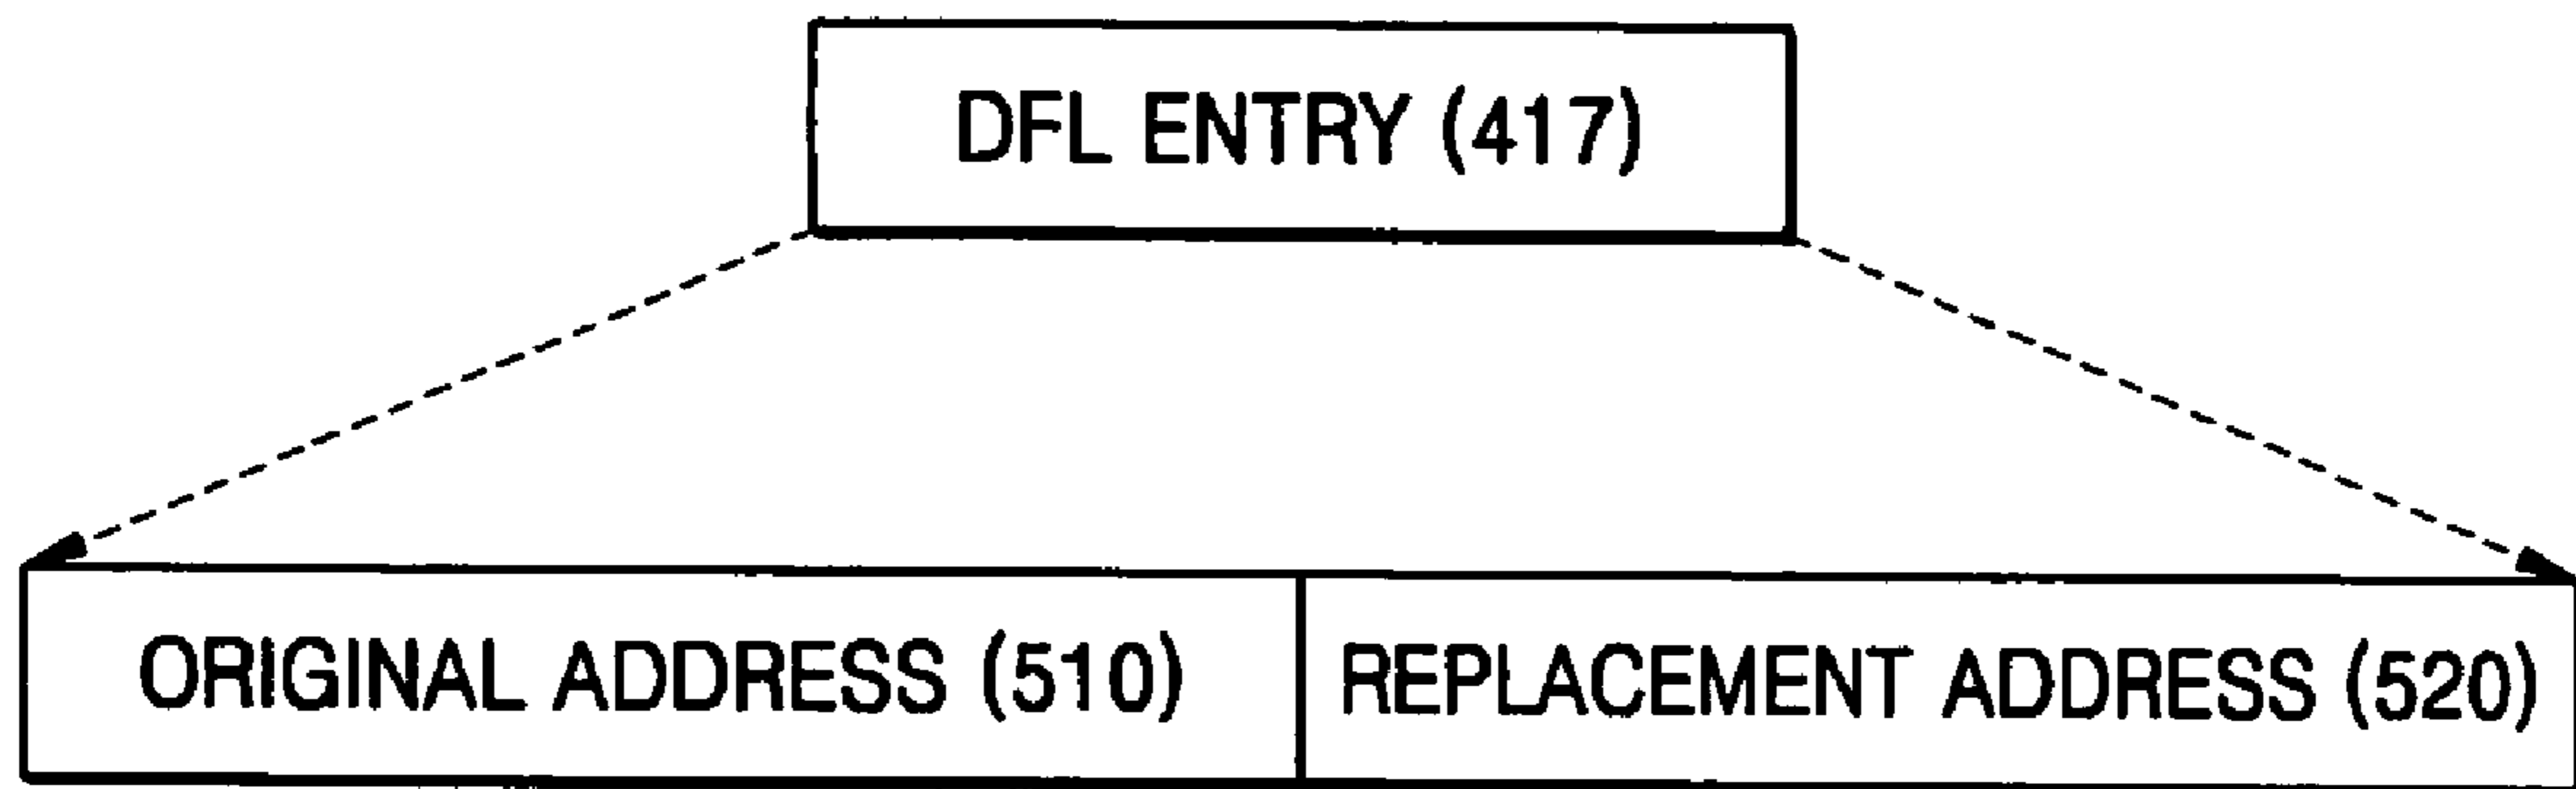 DFL ENTRY (417)
ORIGINAL ADDRESS (510) REPLACEMENT ADDRESS (520)